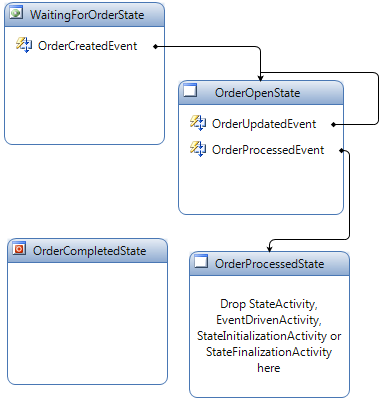 WaitingForOrderState
OrderCreatedEvent
OrderOpenState
OrderUpdatedEvent
OrderProcessedEvent
OrderCompletedState
OrderProcessedState
Drop StateActivity,
EventDrivenActivity,
StateInitializationActivity or
StateFinalizationActivity
here